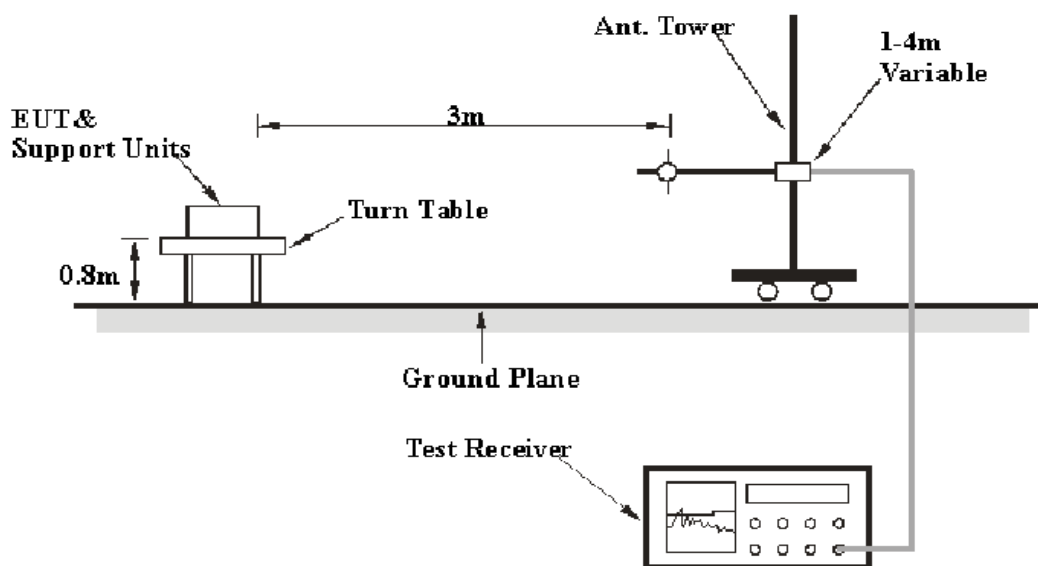 Ant. Tower
1-4m
Variable
3m
EUT&
Support Units
Turn Table
0.8m
Ground Plane
Test Receiver